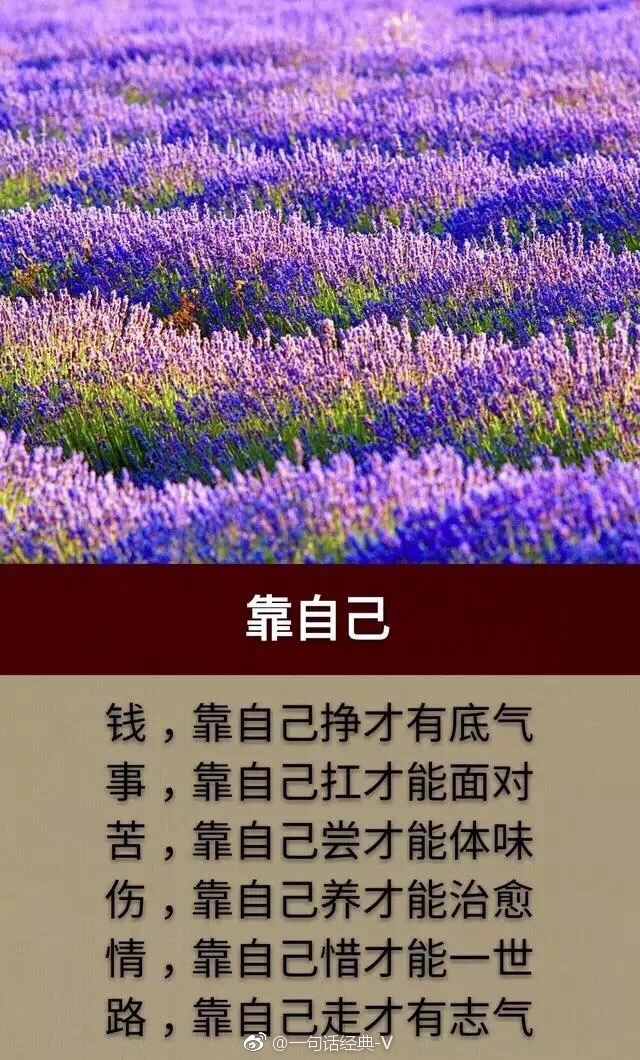 靠自己
钱，靠自己挣才有底气
事，靠自己扛才能面对
苦，靠自己尝才能体味
伤，靠自己养才能治愈
情，靠自己惜才能一世
路，靠自己走才有志气
@一句话经典-V